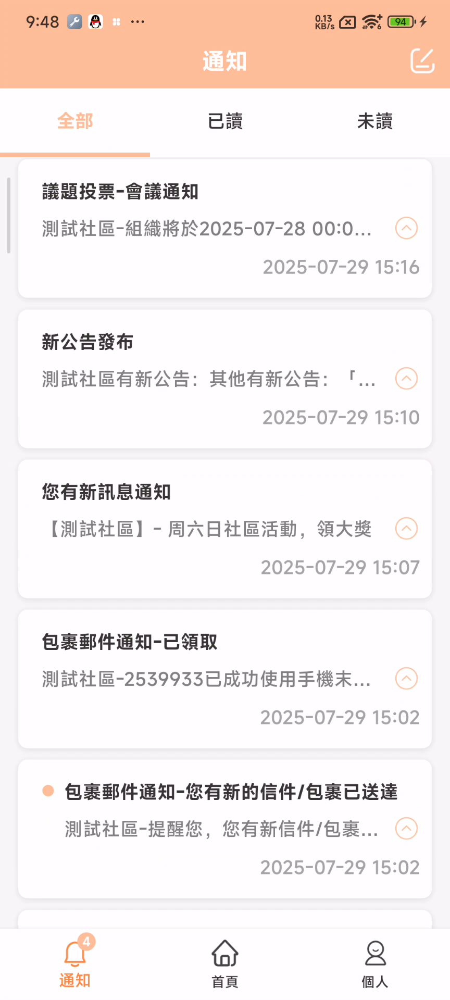 9:48
0.13
KB/s
6
94
通知
全部
已讀
未讀
議題投票-會議通知
測試社區-組織將於2025-07-28 00:0...
2025-07-29 15:16
新公告發布
測試社區有新公告：其他有新公告：「...
2025-07-29 15:10
您有新訊息通知
【測試社區】- 周六日社區活動，領大獎
2025-07-29 15:07
包裹郵件通知-已領取
測試社區-2539933已成功使用手機末...
2025-07-29 15:02
包裹郵件通知-您有新的信件/包裹已送達
測試社區-提醒您，您有新信件/包裹...
2025-07-29 15:02
4
通知
首頁
個人